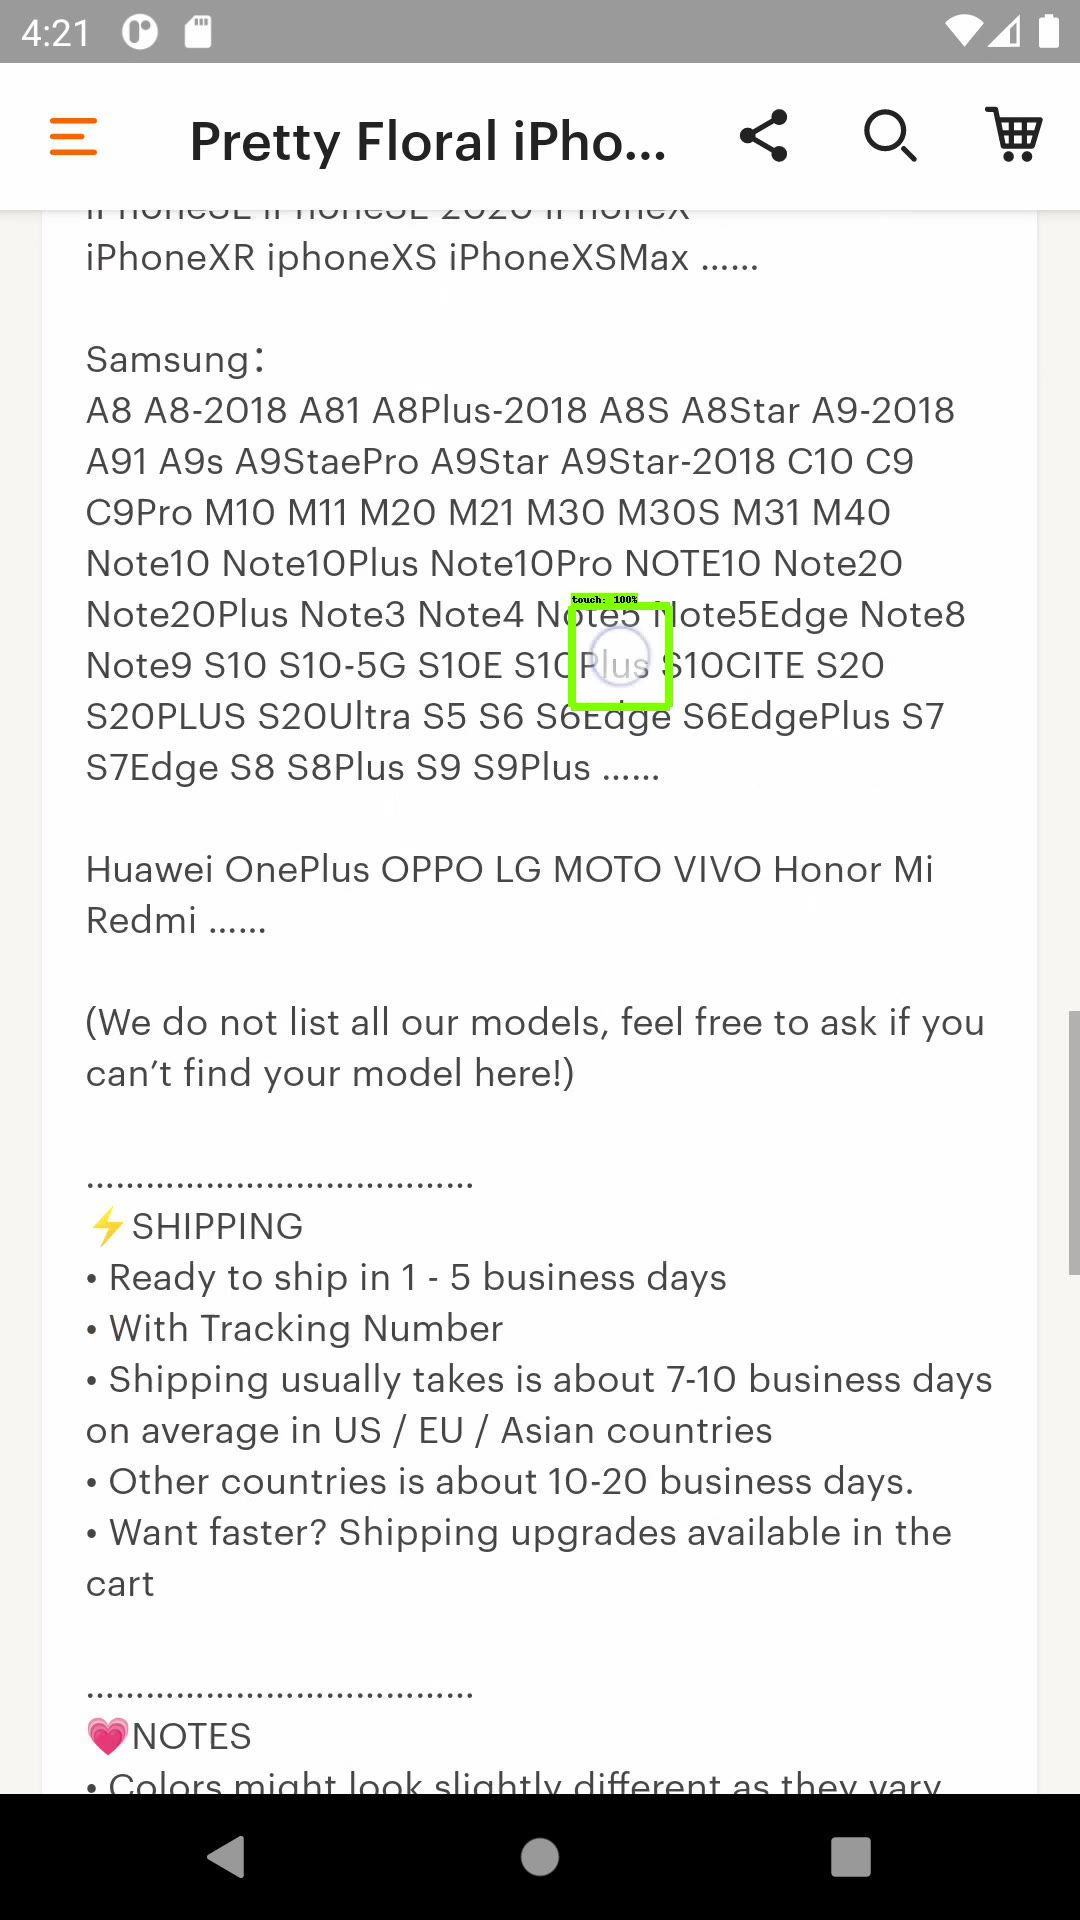 4:21
Pretty Floral iPho...
iPhoneSE iPhoneSE 2020 iPhoneX
iPhoneXR iphoneXS iPhoneXSMax ......
Samsung：
A8 A8-2018 A81 A8Plus-2018 A8S A8Star A9-2018
A91 A9s A9StaePro A9Star A9Star-2018 C10 C9
C9Pro M10 M11 M20 M21 M30 M30S M31 M40
Note10 Note10Plus Note10Pro NOTE10 Note20
touch: 100%
Note20Plus Note3 Note4 Note5 Note5Edge Note8
Note9 S10 S10-5G S10E S10Plus S10CITE S20
S20PLUS S20Ultra S5 S6 S6Edge S6EdgePlus S7
S7Edge S8 S8Plus S9 S9Plus ......
Huawei OnePlus OPPO LG MOTO VIVO Honor Mi
Redmi ......
(We do not list all our models, feel free to ask if you
can’t find your model here!)
.......................................
⚡SHIPPING
• Ready to ship in 1 - 5 business days
• With Tracking Number
• Shipping usually takes is about 7-10 business days
on average in US / EU / Asian countries
• Other countries is about 10-20 business days.
• Want faster? Shipping upgrades available in the
cart
.......................................
💗NOTES
• Colors might look slightly different as they vary